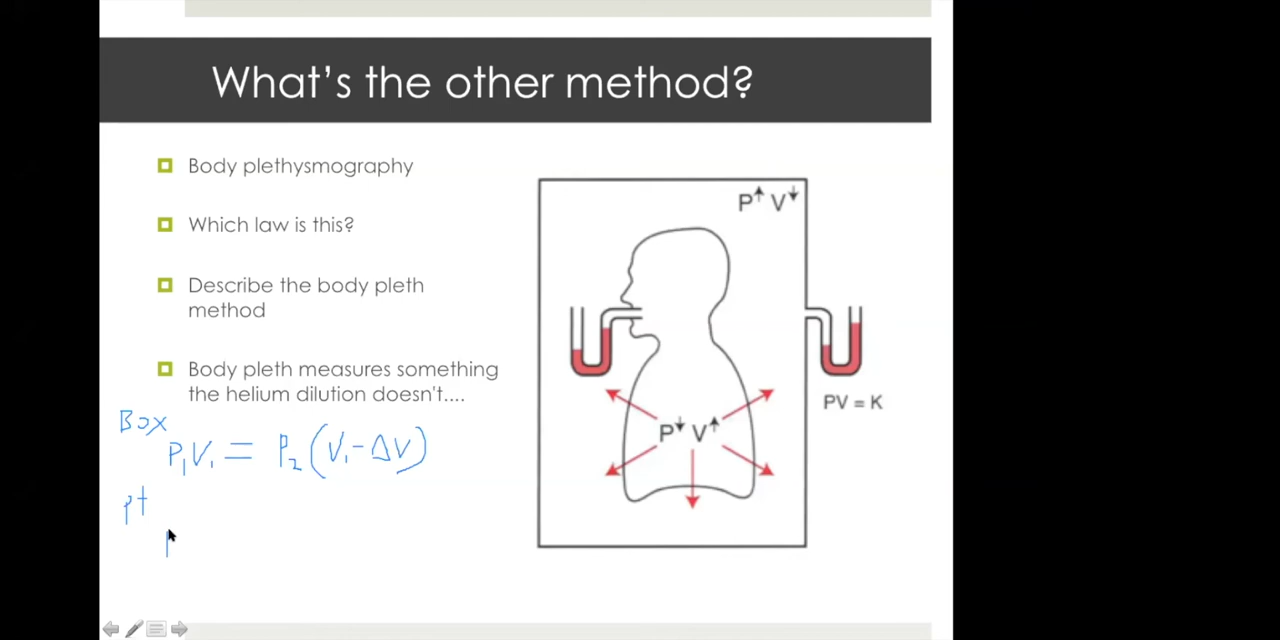 What's the other method?
Body plethysmography
Which law is this?
Describe the body pleth
method
Body pleth measures something
the helium dilution doesn't....
Box
P₁V₁ = P₂(V₁-ΔV)
pt
P↑ V↓
P↓ V↑
PV = K